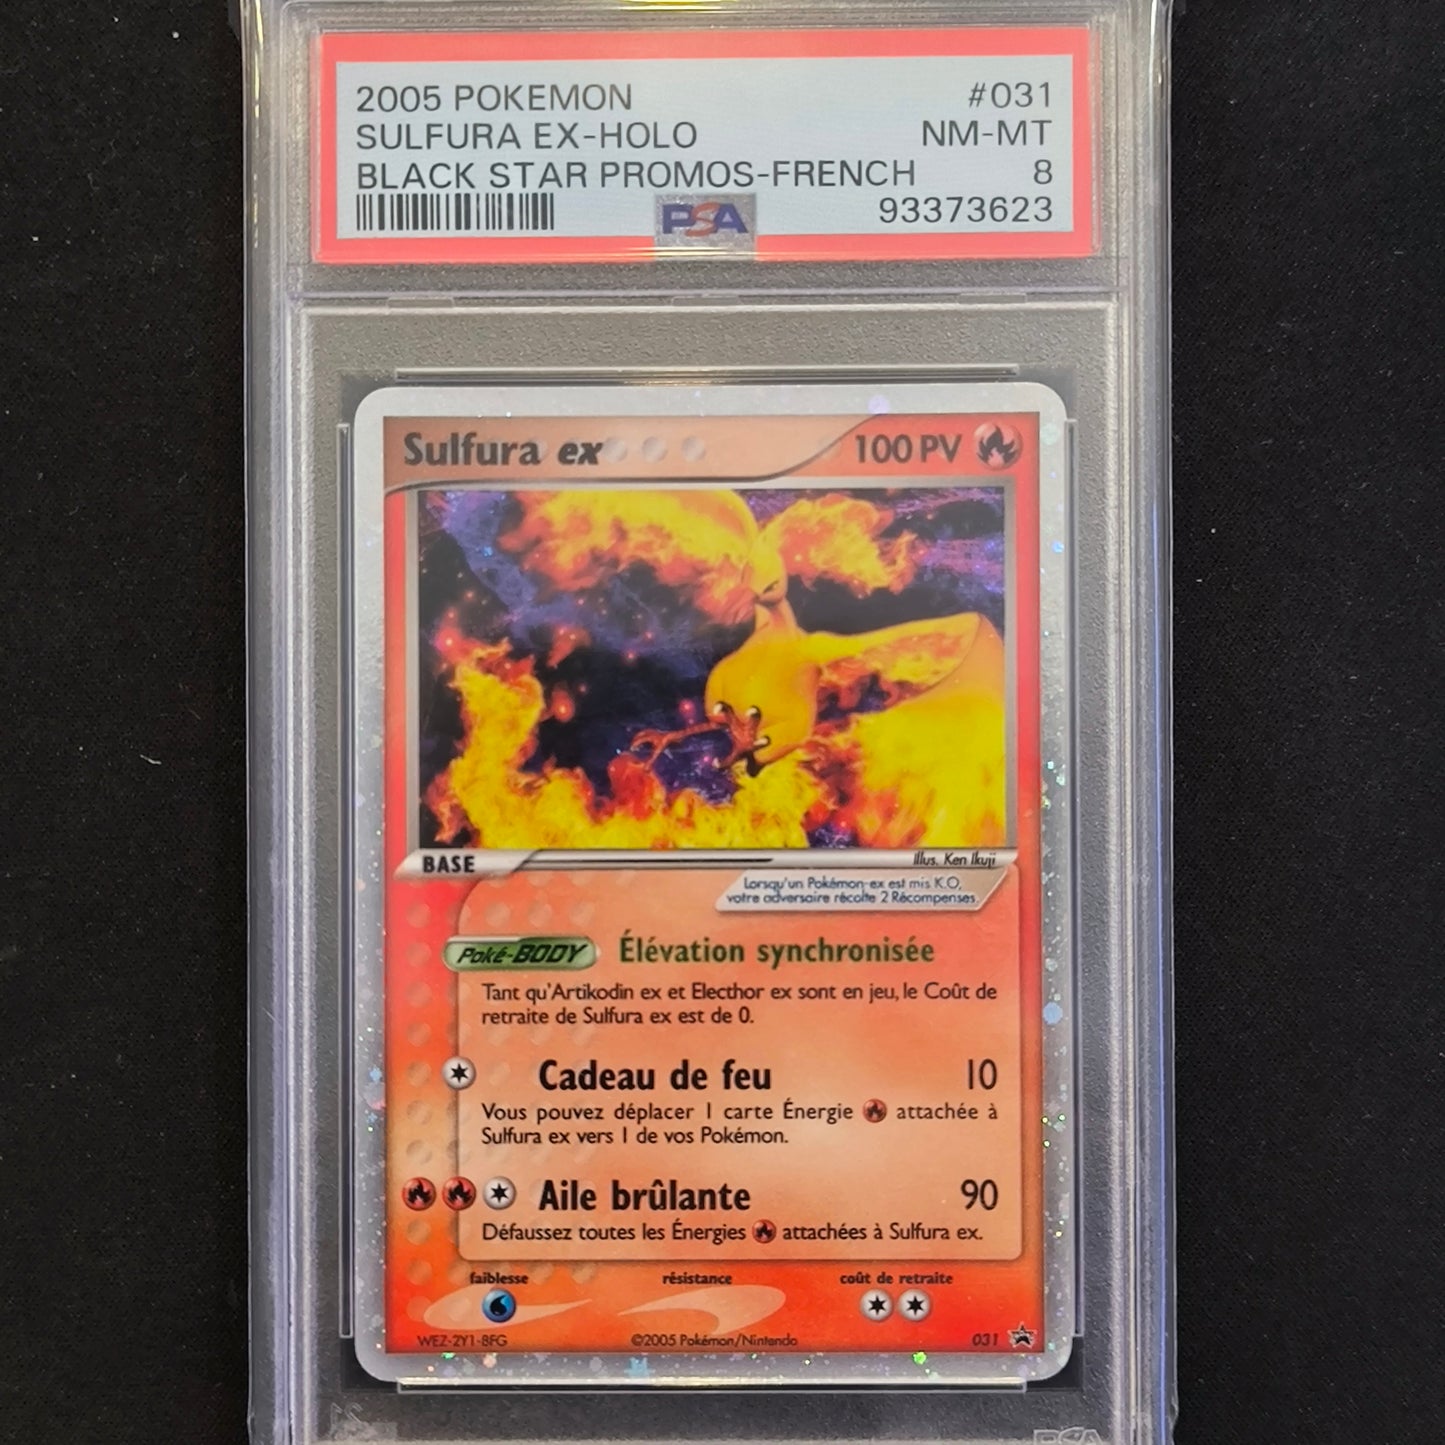 2005 POKEMON #031
SULFURA EX-HOLO NM-MT
BLACK STAR PROMOS-FRENCH 8
PSA 93373623
Sulfura ex 100 PV
BASE
Illus. Ken Ikuji
Lorsqu'un Pokémon-ex est mis K.O,
votre adversaire récolte 2 Récompenses.
Poké-BODY Élévation synchronisée
Tant qu'Artikodin ex et Electhor ex sont en jeu, le Coût de
retraite de Sulfura ex est de 0.
Cadeau de feu 10
Vous pouvez déplacer 1 carte Énergie attachée à
Sulfura ex vers 1 de vos Pokémon.
Aile brûlante 90
Défaussez toutes les Énergies attachées à Sulfura ex.
faiblesse résistance coût de retraite
WEZ-2Y1-8FG ©2005 Pokémon/Nintendo 031
PSA